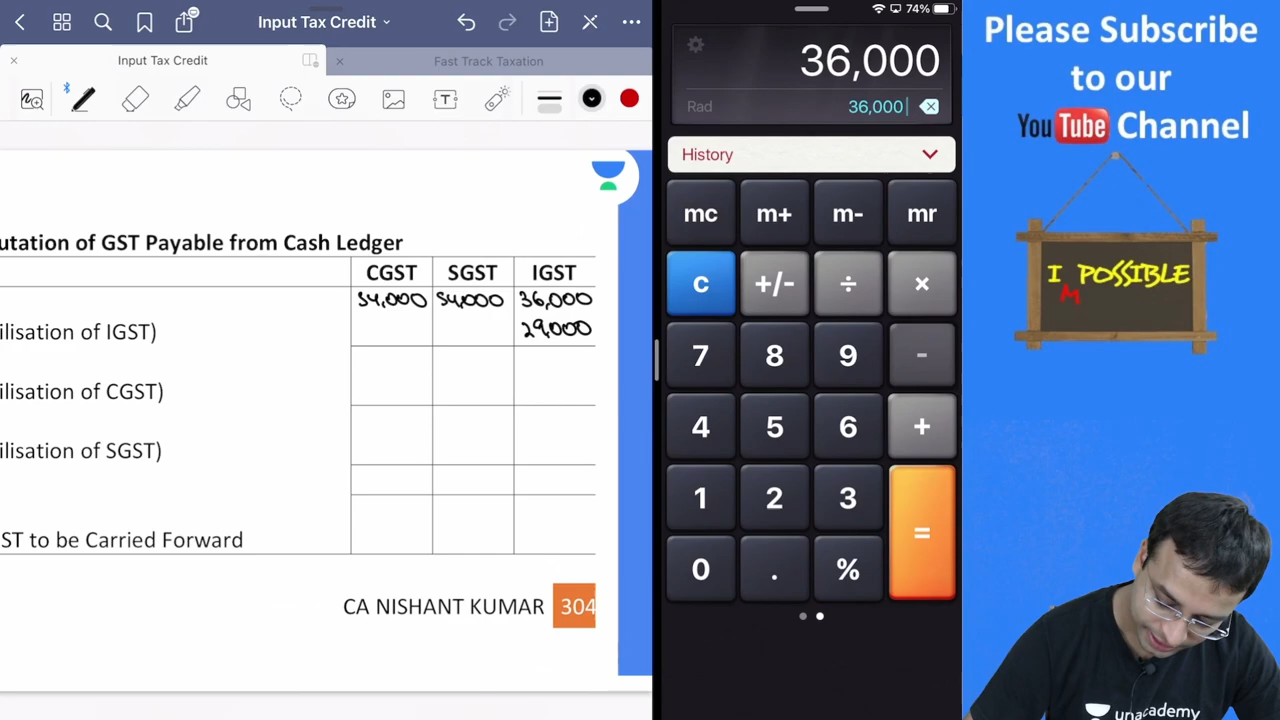 Input Tax Credit
Input Tax Credit
Fast Track Taxation
T
utation of GST Payable from Cash Ledger
CGST SGST IGST
54,000 54,000 36,000
ilisation of IGST) 29,000
ilisation of CGST)
ilisation of SGST)
ST to be Carried Forward
CA NISHANT KUMAR 304
74%
36,000
Rad 36,000
History
mc m+ m- mr
c +/- ÷ ×
7 8 9 -
4 5 6 +
1 2 3
0 . % =
Please Subscribe
to our
YouTube Channel
I M POSSIBLE
unacademy